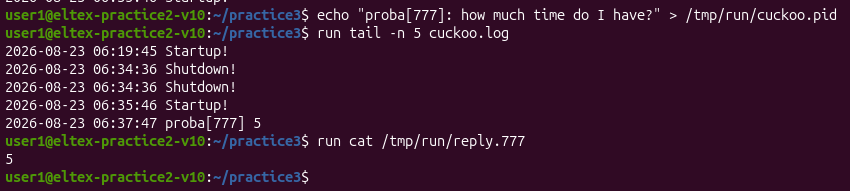 user1@eltex-practice2-v10:~/practice3$ echo "proba[777]: how much time do I have?" > /tmp/run/cuckoo.pid
user1@eltex-practice2-v10:~/practice3$ run tail -n 5 cuckoo.log
2026-08-23 06:19:45 Startup!
2026-08-23 06:34:36 Shutdown!
2026-08-23 06:34:36 Shutdown!
2026-08-23 06:35:46 Startup!
2026-08-23 06:37:47 proba[777] 5
user1@eltex-practice2-v10:~/practice3$ run cat /tmp/run/reply.777
5
user1@eltex-practice2-v10:~/practice3$